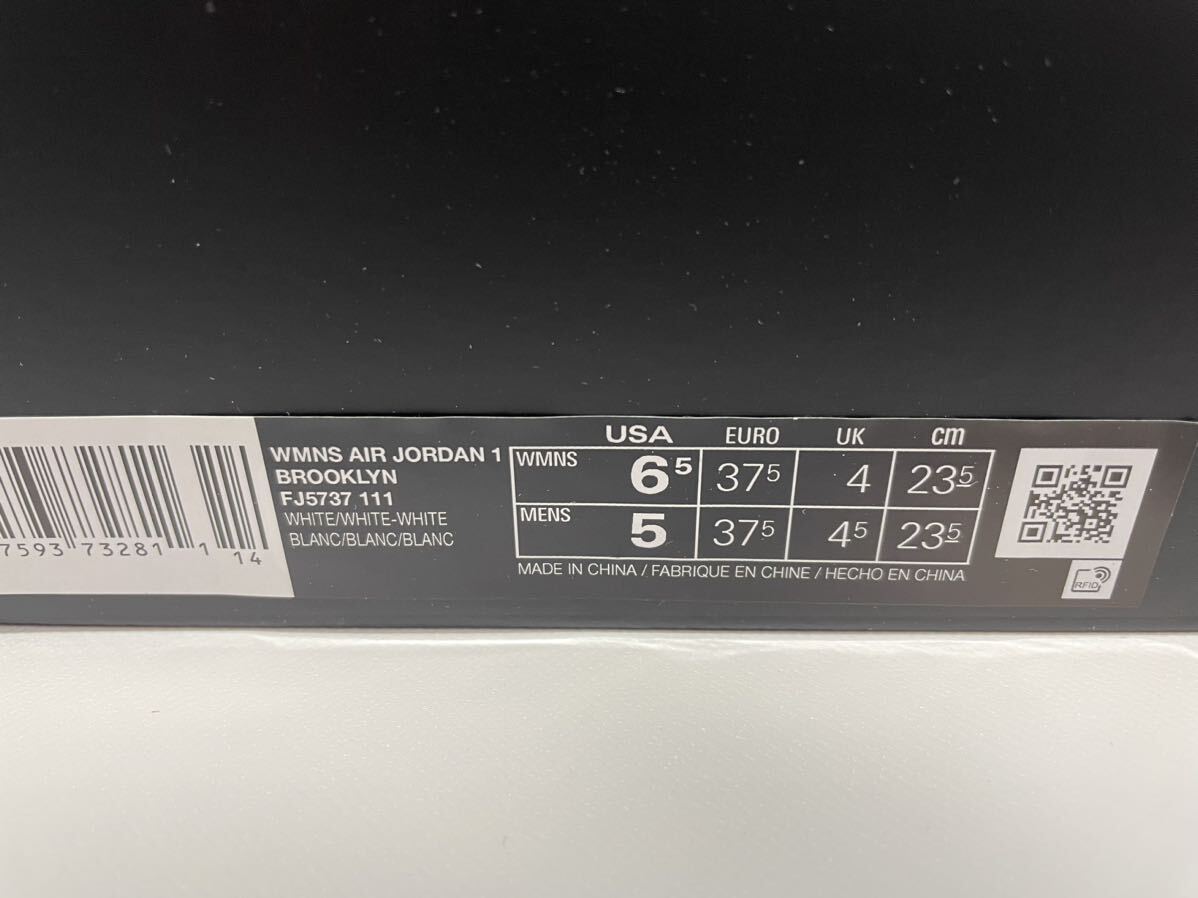 7593 73281 1 14
WMNS AIR JORDAN 1
BROOKLYN
FJ5737 111
WHITE/WHITE-WHITE
BLANC/BLANC/BLANC
USA EURO UK cm
WMNS 6⁵ 37⁵ 4 23⁵
MENS 5 37⁵ 4⁵ 23⁵
MADE IN CHINA / FABRIQUE EN CHINE / HECHO EN CHINA
RFID